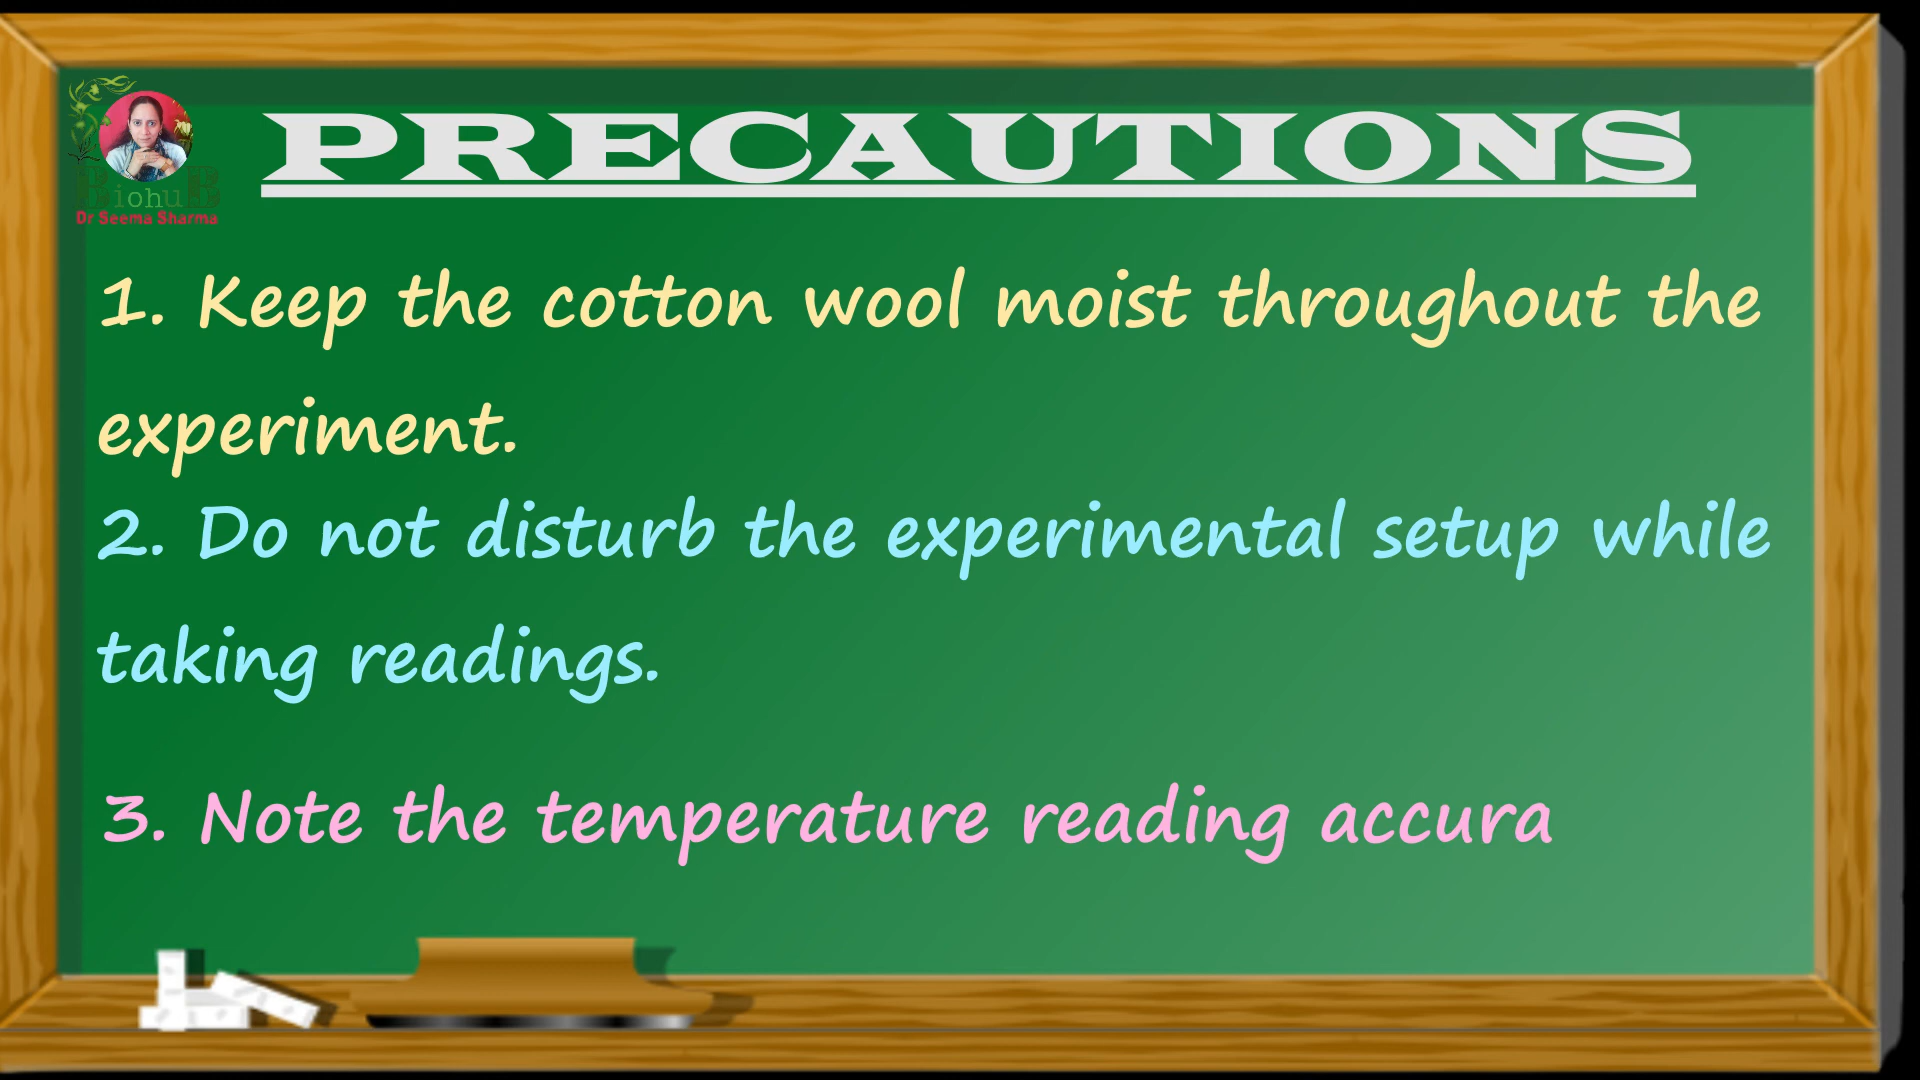 PRECAUTIONS
BiohuB
Dr Seema Sharma
1. Keep the cotton wool moist throughout the
experiment.
2. Do not disturb the experimental setup while
taking readings.
3. Note the temperature reading accura